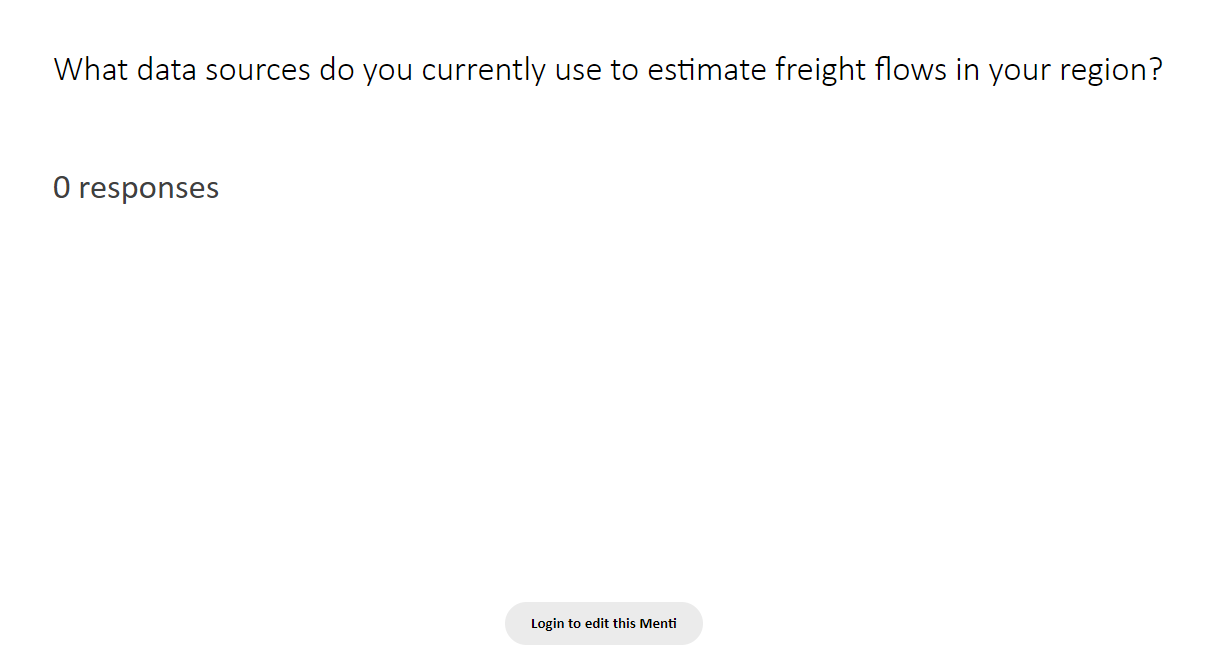 What data sources do you currently use to estimate freight flows in your region?
0 responses
Login to edit this Menti